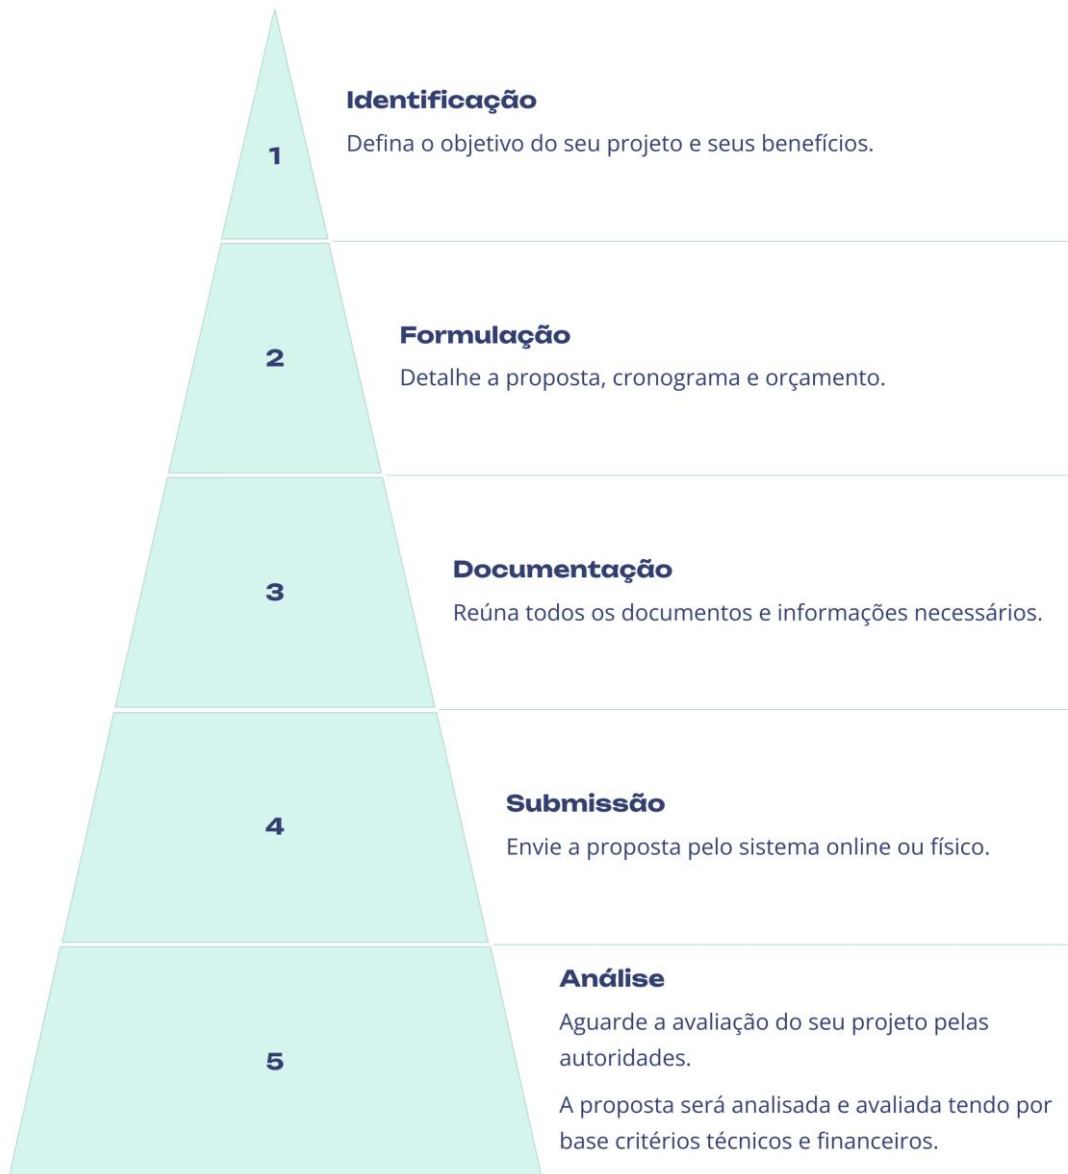 1
Identificação
Defina o objetivo do seu projeto e seus benefícios.
2
Formulação
Detalhe a proposta, cronograma e orçamento.
3
Documentação
Reúna todos os documentos e informações necessários.
4
Submissão
Envie a proposta pelo sistema online ou físico.
5
Análise
Aguarde a avaliação do seu projeto pelas
autoridades.
A proposta será analisada e avaliada tendo por
base critérios técnicos e financeiros.